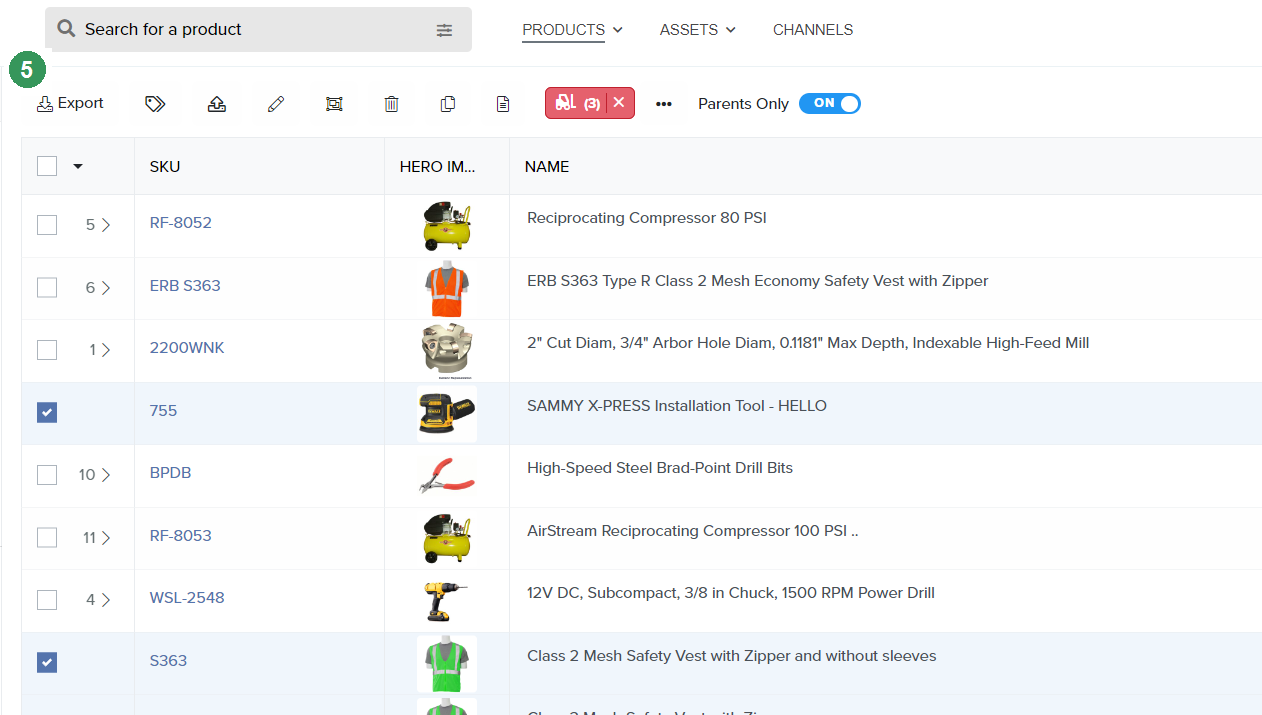 Search for a product
PRODUCTS ASSETS CHANNELS
5
Export (3) Parents Only ON
SKU HERO IM... NAME
5 RF-8052 Reciprocating Compressor 80 PSI
6 ERB S363 ERB S363 Type R Class 2 Mesh Economy Safety Vest with Zipper
1 2200WNK 2" Cut Diam, 3/4" Arbor Hole Diam, 0.1181" Max Depth, Indexable High-Feed Mill
755 SAMMY X-PRESS Installation Tool - HELLO
10 BPDB High-Speed Steel Brad-Point Drill Bits
11 RF-8053 AirStream Reciprocating Compressor 100 PSI ..
4 WSL-2548 12V DC, Subcompact, 3/8 in Chuck, 1500 RPM Power Drill
S363 Class 2 Mesh Safety Vest with Zipper and without sleeves